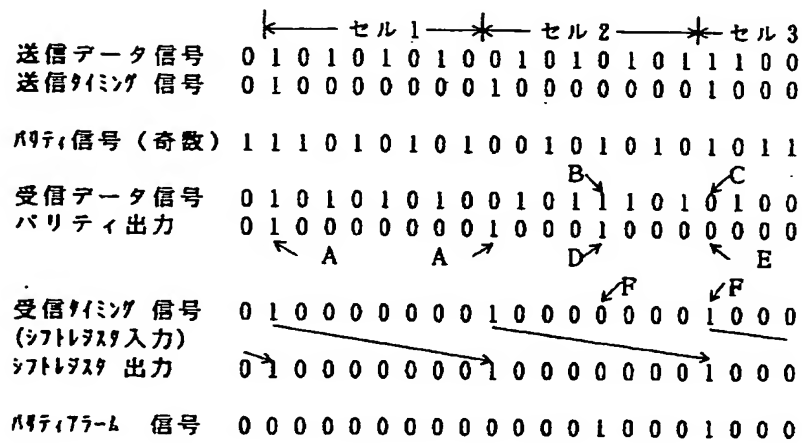 セル1 セル2 セル3
送信データ信号 0 1 0 1 0 1 0 1 0 0 1 0 1 0 1 0 1 1 1 0 0
送信ﾀｲﾐﾝｸﾞ 信号 0 1 0 0 0 0 0 0 0 1 0 0 0 0 0 0 0 1 0 0 0
ﾊﾟﾘﾃｨ信号(奇数) 1 1 1 0 1 0 1 0 1 0 0 1 0 1 0 1 0 1 0 1 1
B C
受信データ信号 0 1 0 1 0 1 0 1 0 0 1 0 1 1 1 0 1 0 1 0 0
パリティ出力 0 1 0 0 0 0 0 0 0 1 0 0 0 1 0 0 0 0 0 0 0
A A D E
F F
受信ﾀｲﾐﾝｸﾞ 信号 0 1 0 0 0 0 0 0 0 1 0 0 0 0 0 0 0 1 0 0 0
(ｼﾌﾄﾚｼﾞｽﾀ入力)
ｼﾌﾄﾚｼﾞｽﾀ 出力 0 1 0 0 0 0 0 0 0 1 0 0 0 0 0 0 0 1 0 0 0
ﾊﾟﾘﾃｨｱﾗｰﾑ 信号 0 0 0 0 0 0 0 0 0 0 0 0 0 1 0 0 0 1 0 0 0